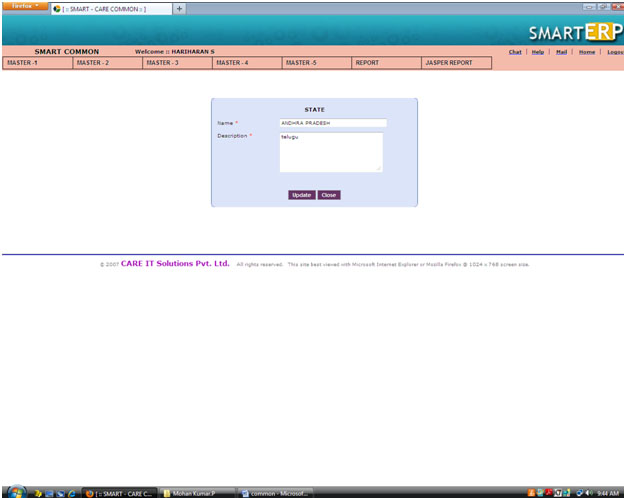 Firefox
[ :: SMART - CARE COMMON :: ]
+
SMARTERP
SMART COMMON Welcome :: HARIHARAN S
Chat | Help | Mail | Home | Logou
MASTER -1 MASTER - 2 MASTER - 3 MASTER - 4 MASTER -5 REPORT JASPER REPORT
STATE
Name * ANDHRA PRADESH
Description * telugu
Update Close
© 2007 CARE IT Solutions Pvt. Ltd. All rights reserved. This site best viewed with Microsoft Internet Explorer or Mozilla Firefox @ 1024 x 768 screen size.
[ :: SMART - CARE C... Mohan Kumar.P common - Microsof... 9:44 AM